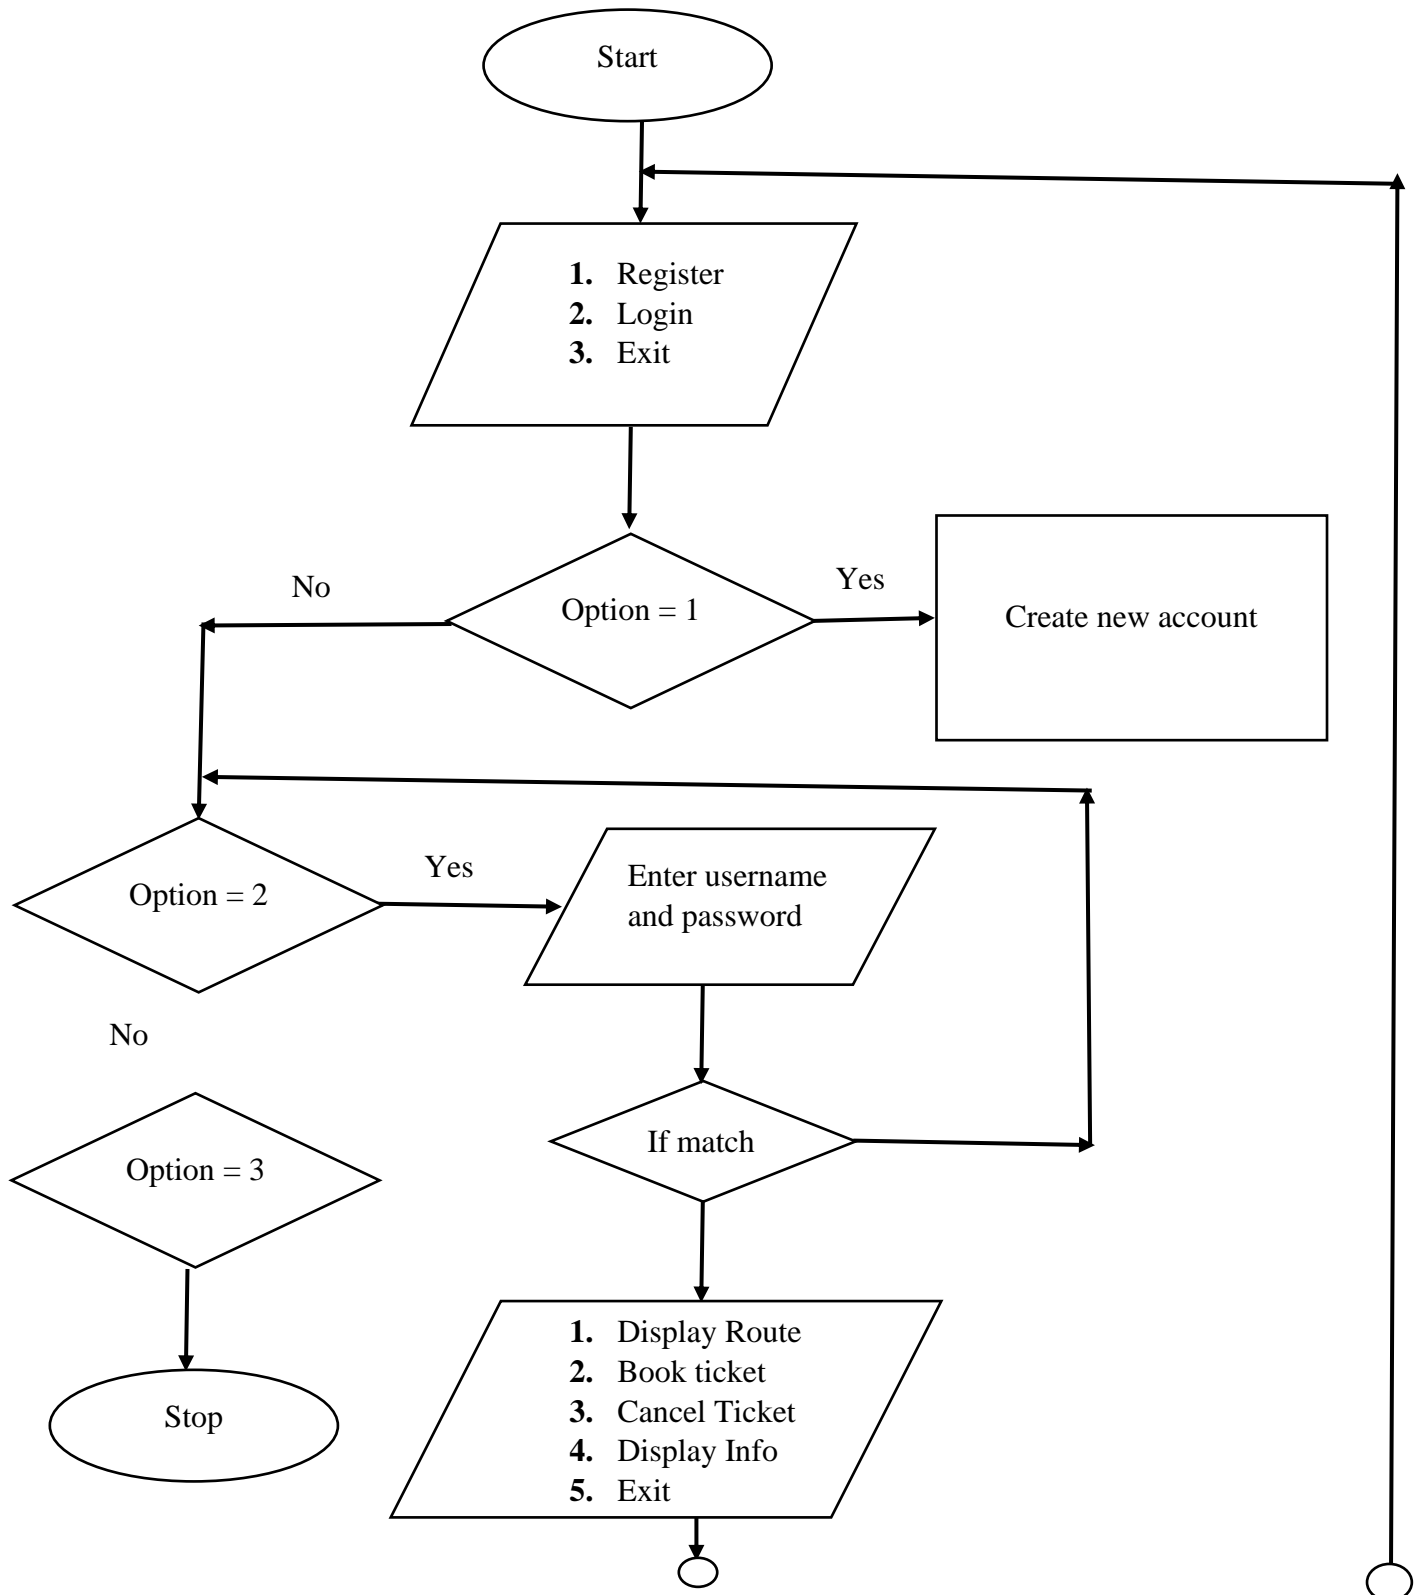 Start
1. Register
2. Login
3. Exit
No
Option = 1
Yes
Create new account
Option = 2
Yes
Enter username
and password
No
If match
Option = 3
1. Display Route
2. Book ticket
3. Cancel Ticket
4. Display Info
5. Exit
Stop